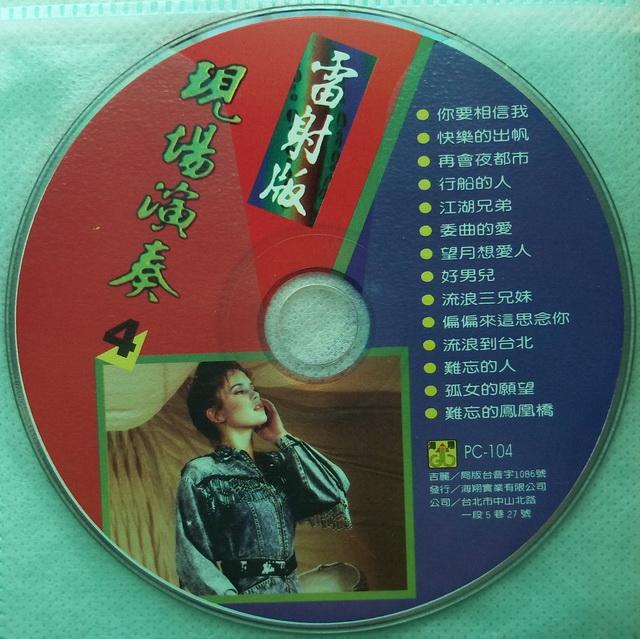 現場演奏
4
雷射版
你要相信我
快樂的出帆
再會夜都市
行船的人
江湖兄弟
委曲的愛
望月想愛人
好男兒
流浪三兄妹
偏偏來這思念你
流浪到台北
難忘的人
孤女的願望
難忘的鳳凰橋
PC-104
吉麗／局版台音字1086號
發行／海翔實業有限公司
公司／台北市中山北路
一段5巷27號